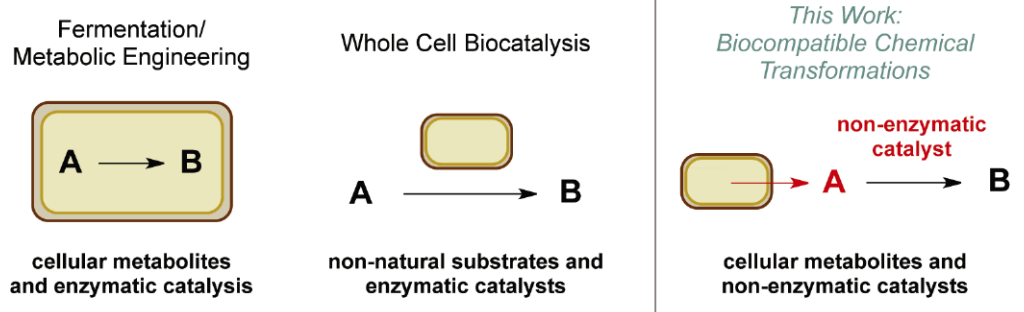 Fermentation/
Metabolic Engineering
A
B
cellular metabolites
and enzymatic catalysis
Whole Cell Biocatalysis
A
B
non-natural substrates and
enzymatic catalysts
This Work:
Biocompatible Chemical
Transformations
non-enzymatic
catalyst
A
B
cellular metabolites and
non-enzymatic catalysts